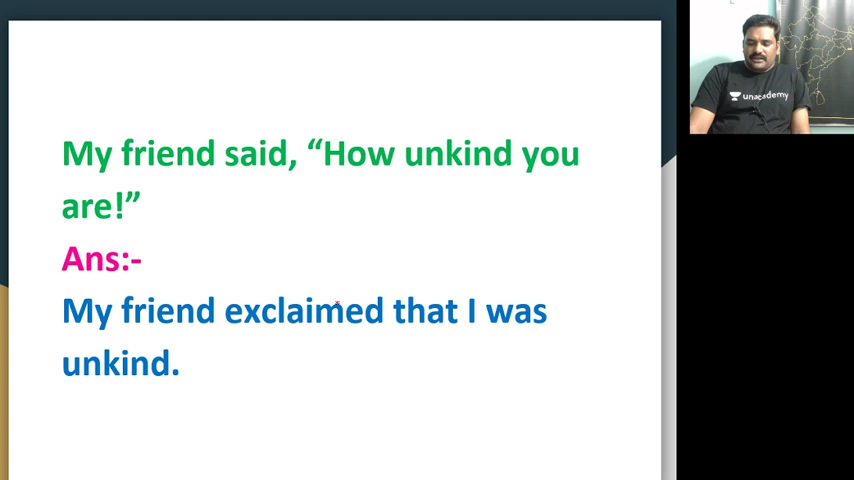 My friend said, “How unkind you
are!”
Ans:-
My friend exclaimed that I was
unkind.
unacademy